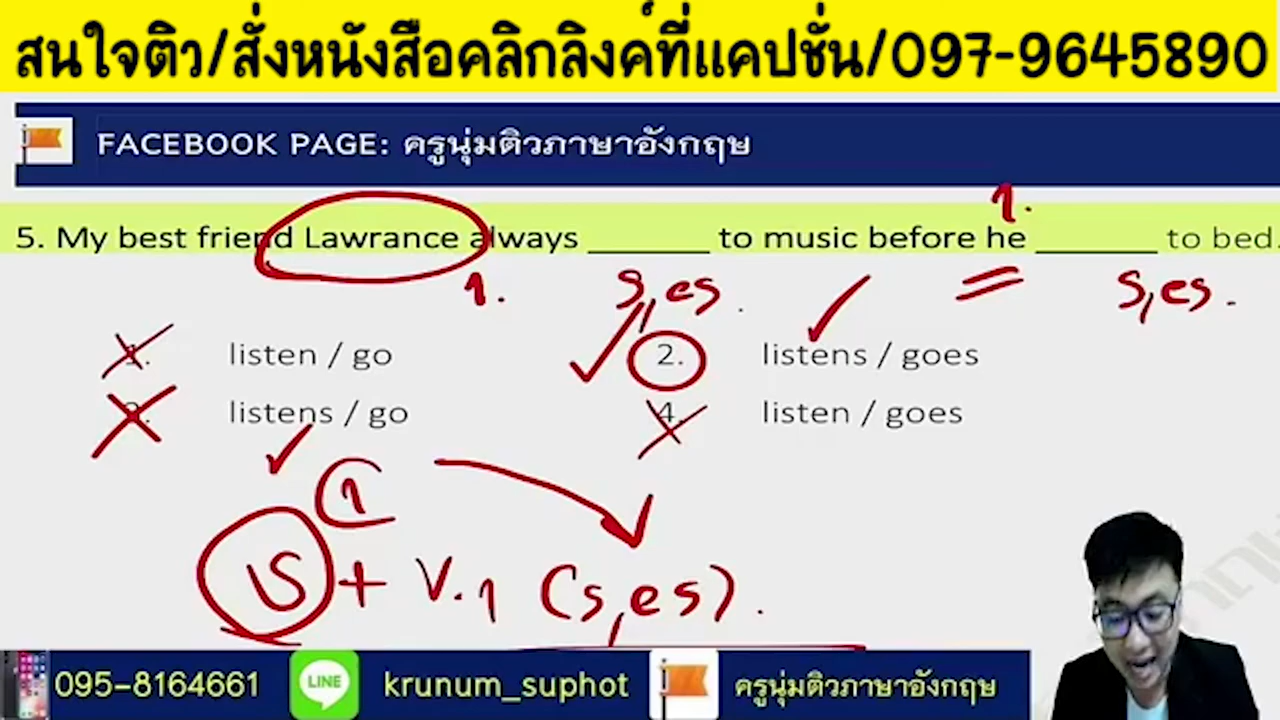 สนใจติว/สั่งหนังสือคลิกลิงค์ที่แคปชั่น/097-9645890
FACEBOOK PAGE: ครูนุ่มติวภาษาอังกฤษ
1.
5. My best friend Lawrance always ______ to music before he ______ to bed.
1. s,es. s,es.
1. listen / go 2. listens / goes
3. listens / go 4. listen / goes
1
+ V.1 (s,es).
095-8164661 LINE krunum_suphot ครูนุ่มติวภาษาอังกฤษ